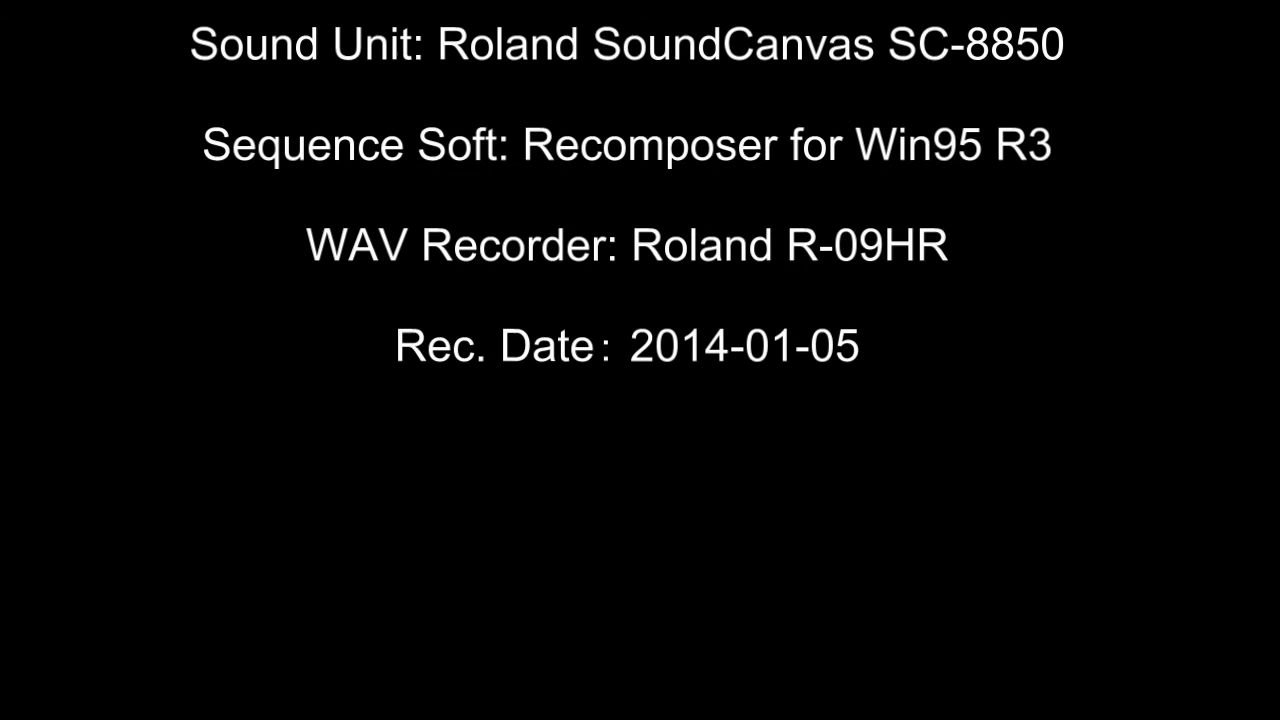 Sound Unit: Roland SoundCanvas SC-8850
Sequence Soft: Recomposer for Win95 R3
WAV Recorder: Roland R-09HR
Rec. Date： 2014-01-05